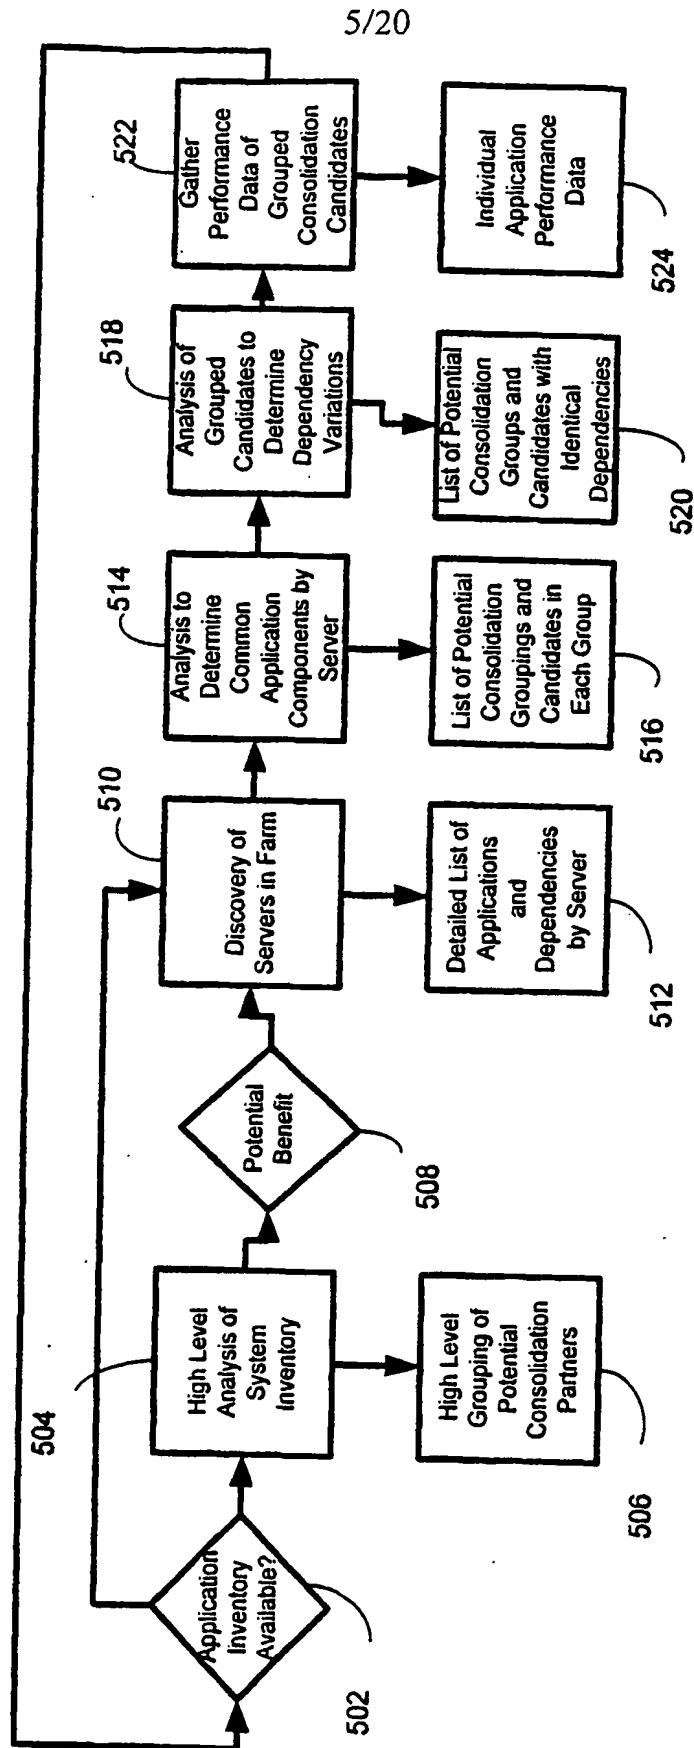 5/20
Application
Inventory
Available?
502
High Level
Analysis of
System
Inventory
504
High Level
Grouping of
Potential
Consolidation
Partners
506
Potential
Benefit
508
Discovery of
Servers in Farm
510
Detailed List of
Applications
and
Dependencies
by Server
512
Analysis to
Determine
Common
Application
Components by
Server
514
List of Potential
Consolidation
Groupings and
Candidates in
Each Group
516
Analysis of
Grouped
Candidates to
Determine
Dependency
Variations
518
List of Potential
Consolidation
Groups and
Candidates with
Identical
Dependencies
520
Gather
Performance
Data of
Grouped
Consolidation
Candidates
522
Individual
Application
Performance
Data
524